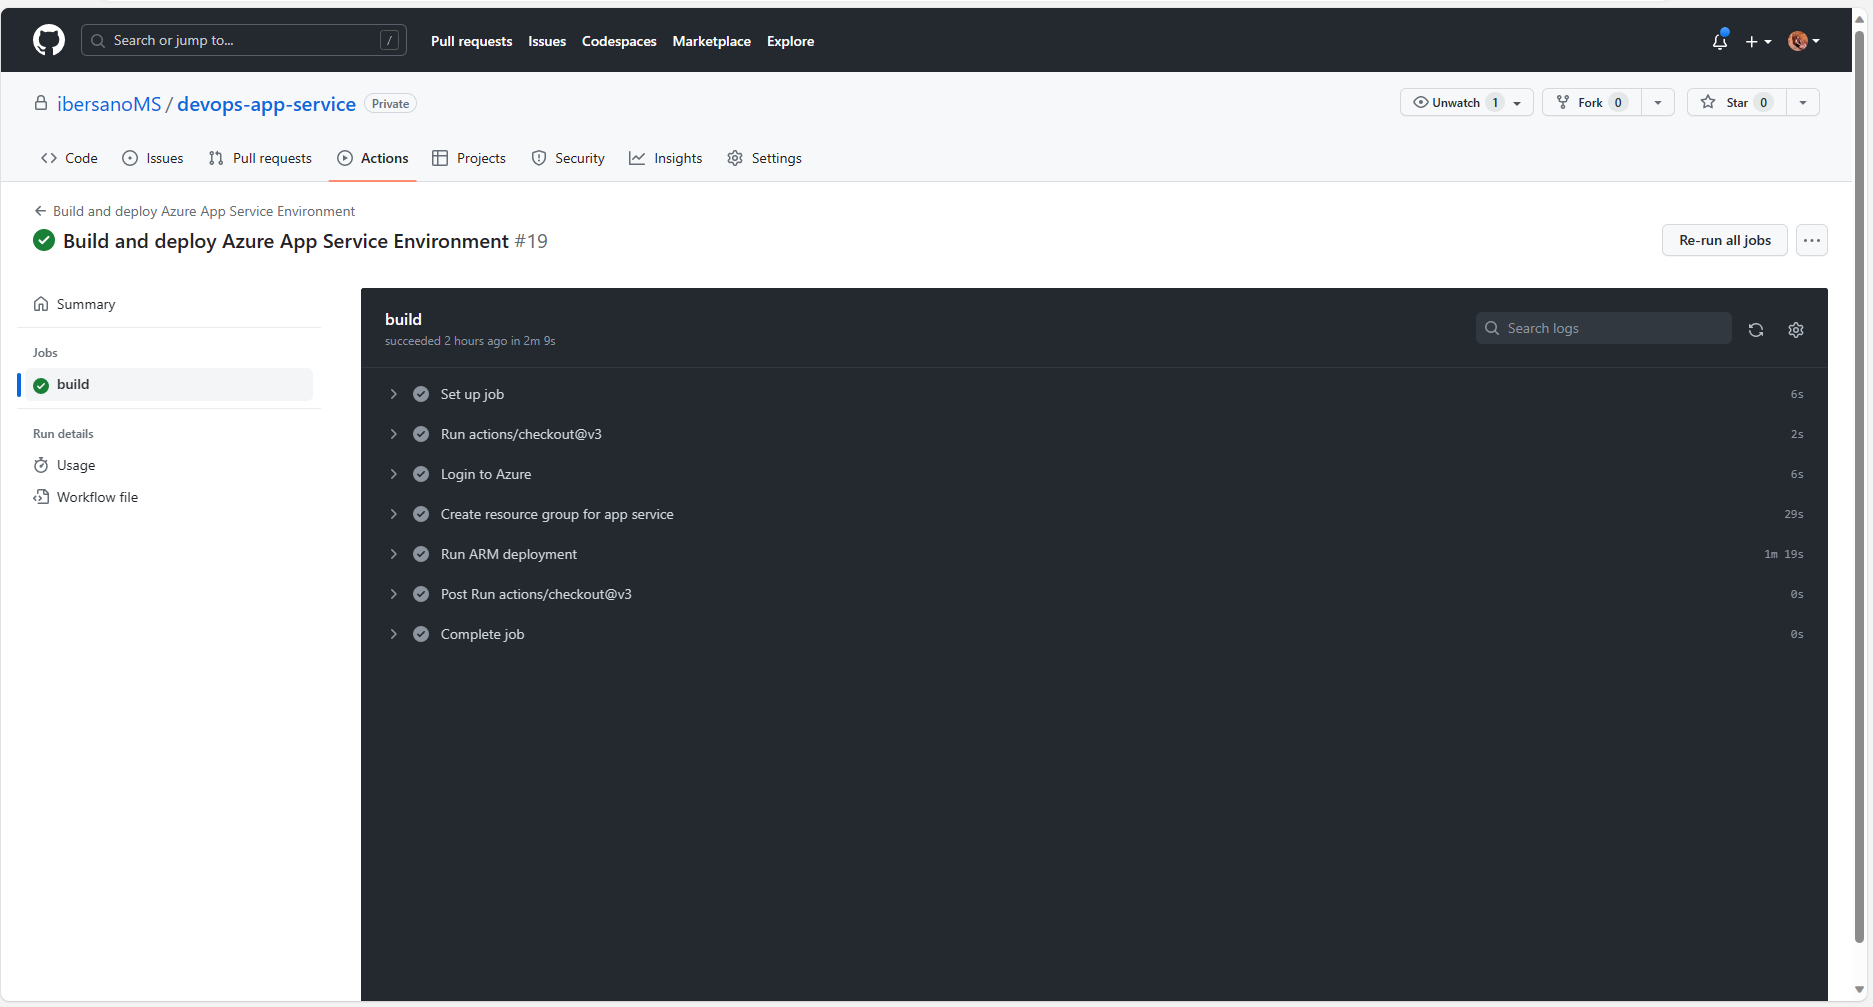 Search or jump to... / Pull requests Issues Codespaces Marketplace Explore
ibersanoMS / devops-app-service Private Unwatch 1 Fork 0 Star 0
Code Issues Pull requests Actions Projects Security Insights Settings
Build and deploy Azure App Service Environment
Build and deploy Azure App Service Environment #19 Re-run all jobs
Summary
Jobs
build
Run details
Usage
Workflow file
build
succeeded 2 hours ago in 2m 9s
Search logs
Set up job 6s
Run actions/checkout@v3 2s
Login to Azure 6s
Create resource group for app service 29s
Run ARM deployment 1m 19s
Post Run actions/checkout@v3 0s
Complete job 0s